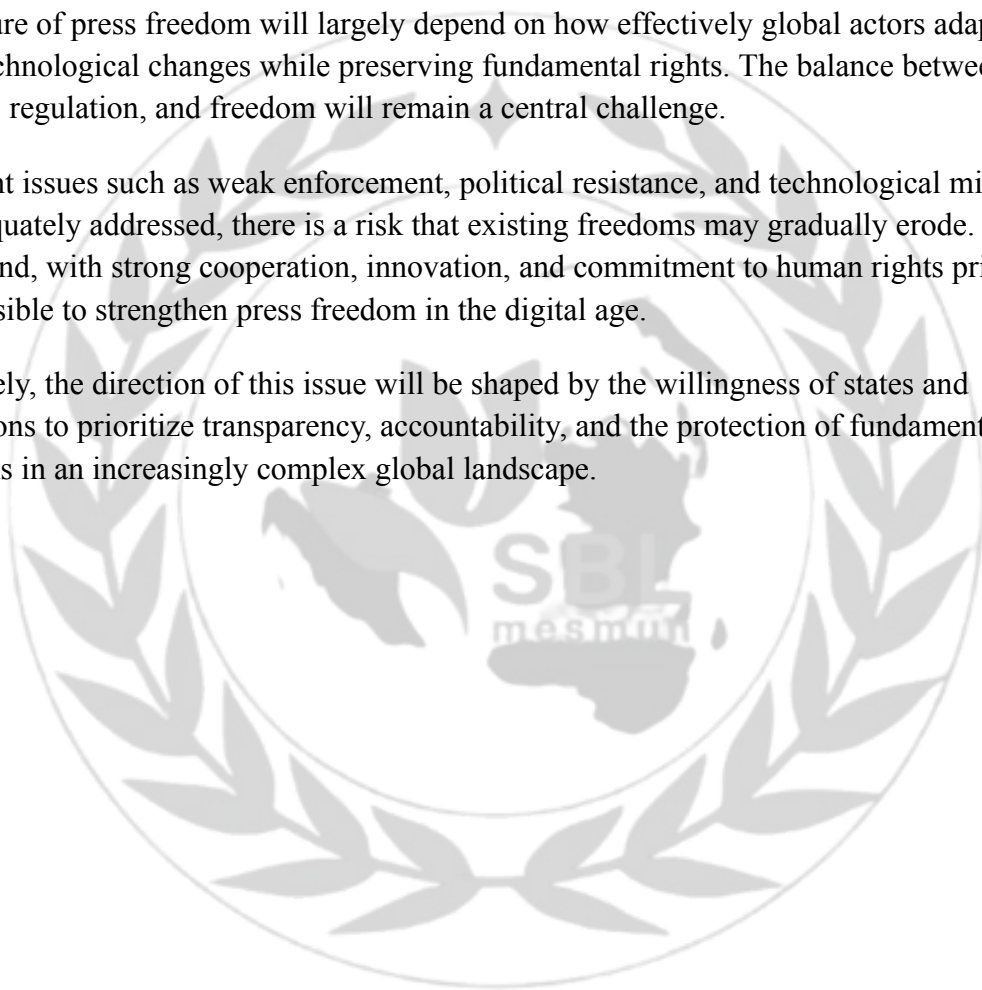 ure of press freedom will largely depend on how effectively global actors adap
chnological changes while preserving fundamental rights. The balance betwee
, regulation, and freedom will remain a central challenge.
nt issues such as weak enforcement, political resistance, and technological mi
quately addressed, there is a risk that existing freedoms may gradually erode.
nd, with strong cooperation, innovation, and commitment to human rights pri
sible to strengthen press freedom in the digital age.
ely, the direction of this issue will be shaped by the willingness of states and
ons to prioritize transparency, accountability, and the protection of fundament
s in an increasingly complex global landscape.
SBL
mesmun